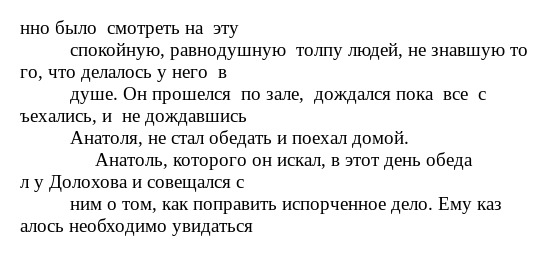 нно было  смотреть на  эту
спокойную, равнодушную  толпу людей, не знавшую то
го, что делалось у него  в
душе. Он прошелся  по зале,  дождался пока  все  с
ъехались, и  не дождавшись
Анатоля, не стал обедать и поехал домой.
Анатоль, которого он искал, в этот день обеда
л у Долохова и совещался с
ним о том, как поправить испорченное дело. Ему каз
алось необходимо увидаться